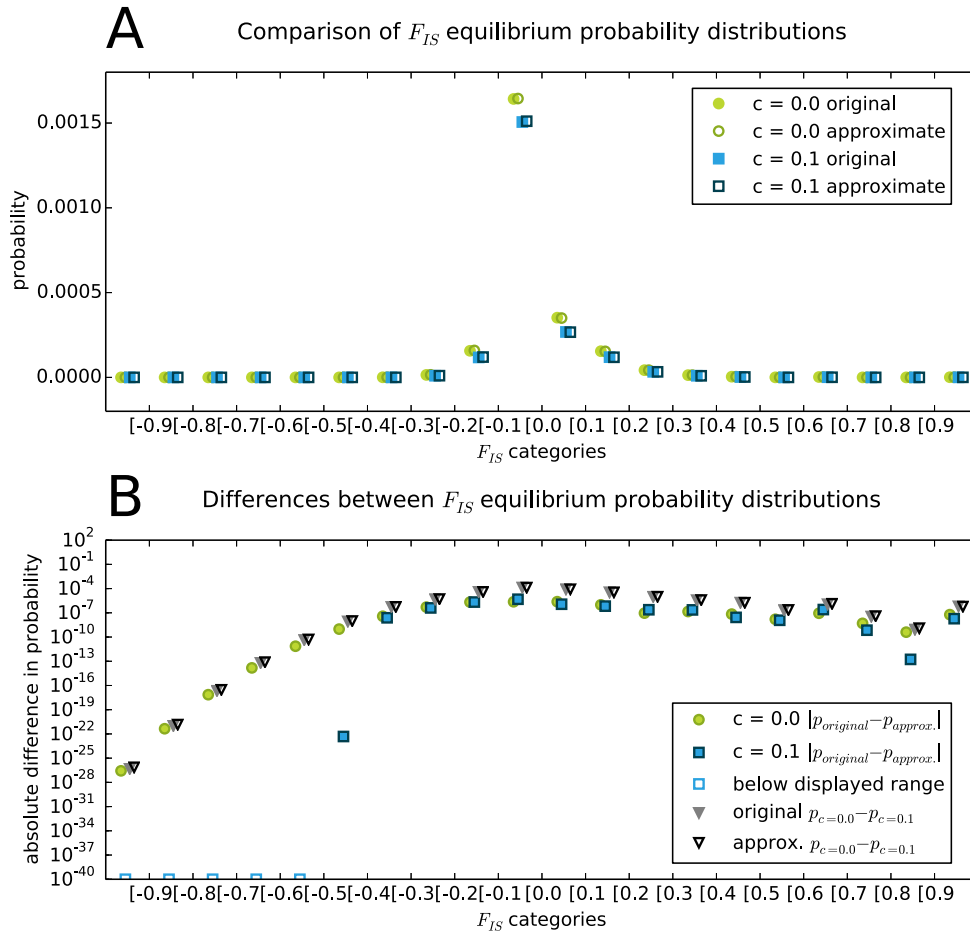 A
Comparison of F_IS equilibrium probability distributions
c = 0.0 original
c = 0.0 approximate
c = 0.1 original
c = 0.1 approximate
probability
0.0015
0.0010
0.0005
0.0000
[-0.9 [-0.8 [-0.7 [-0.6 [-0.5 [-0.4 [-0.3 [-0.2 [-0.1 [0.0 [0.1 [0.2 [0.3 [0.4 [0.5 [0.6 [0.7 [0.8 [0.9
F_IS categories
B
Differences between F_IS equilibrium probability distributions
absolute difference in probability
10^2
10^-1
10^-4
10^-7
10^-10
10^-13
10^-16
10^-19
10^-22
10^-25
10^-28
10^-31
10^-34
10^-37
10^-40
c = 0.0 |p_original−p_approx.|
c = 0.1 |p_original−p_approx.|
below displayed range
original p_c=0.0−p_c=0.1
approx. p_c=0.0−p_c=0.1
[-0.9 [-0.8 [-0.7 [-0.6 [-0.5 [-0.4 [-0.3 [-0.2 [-0.1 [0.0 [0.1 [0.2 [0.3 [0.4 [0.5 [0.6 [0.7 [0.8 [0.9
F_IS categories